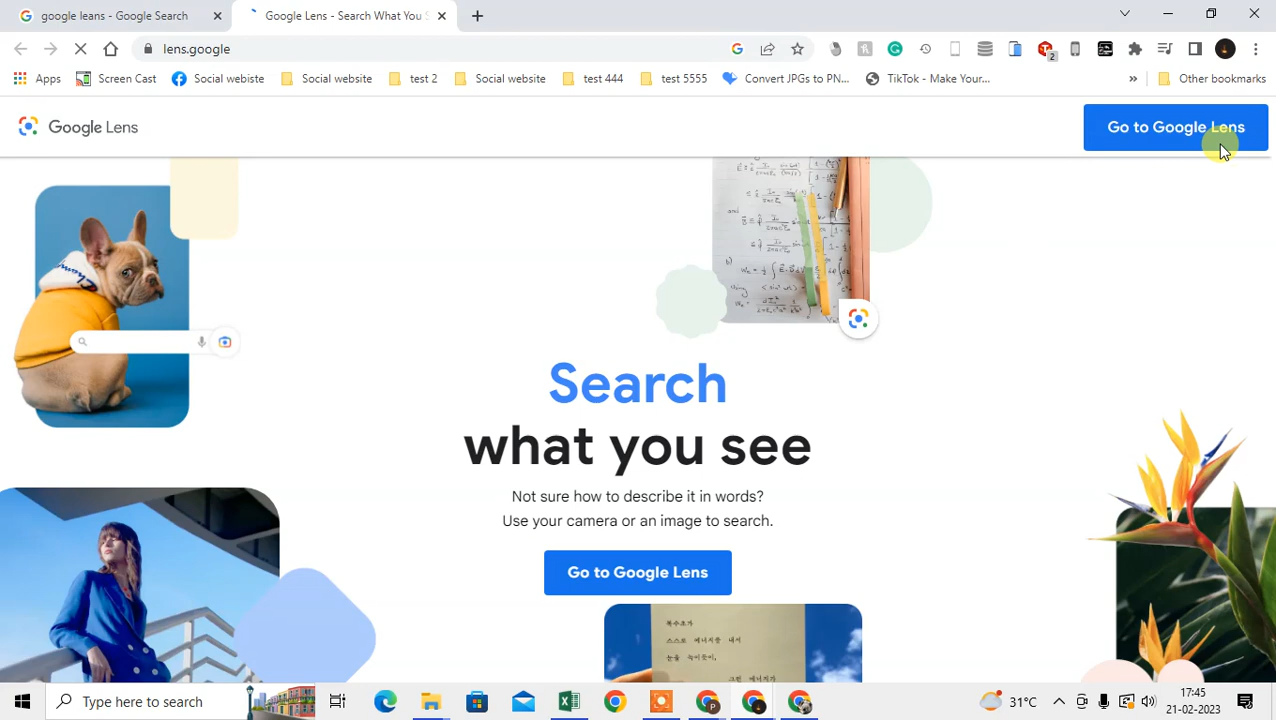 google leans - Google Search
Google Lens - Search What You S
lens.google
2
Apps
Screen Cast
Social webiste
Social website
test 2
Social website
test 444
test 5555
Convert JPGs to PN...
TikTok - Make Your...
»
Other bookmarks
Google Lens
Go to Google Lens
Search
what you see
Not sure how to describe it in words?
Use your camera or an image to search.
Go to Google Lens
Type here to search
31°C
17:45
21-02-2023